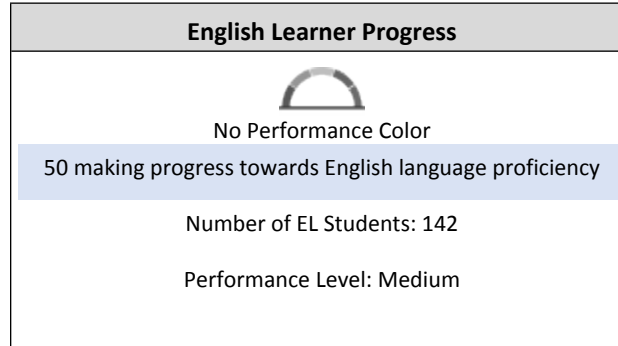 English Learner Progress
No Performance Color
50 making progress towards English language proficiency
Number of EL Students: 142
Performance Level: Medium